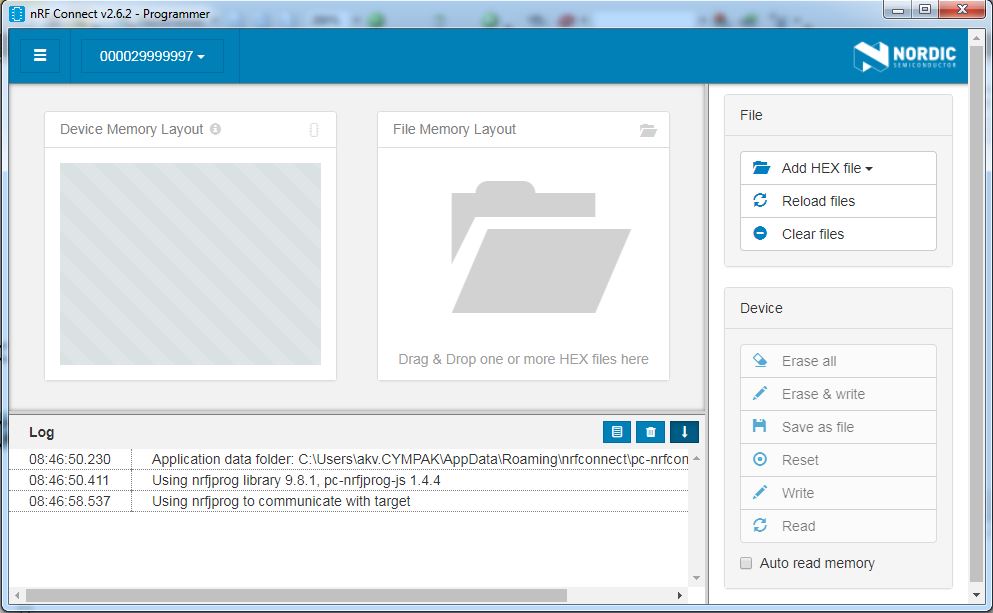 nRF Connect v2.6.2 - Programmer
000029999997
NORDIC
SEMICONDUCTOR
Device Memory Layout
File Memory Layout
Drag & Drop one or more HEX files here
File
Add HEX file
Reload files
Clear files
Device
Erase all
Erase & write
Save as file
Reset
Write
Read
Auto read memory
Log
08:46:50.230 Application data folder: C:\Users\akv.CYMPAK\AppData\Roaming\nrfconnect\pc-nrfcon
08:46:50.411 Using nrfjprog library 9.8.1, pc-nrfjprog-js 1.4.4
08:46:58.537 Using nrfjprog to communicate with target